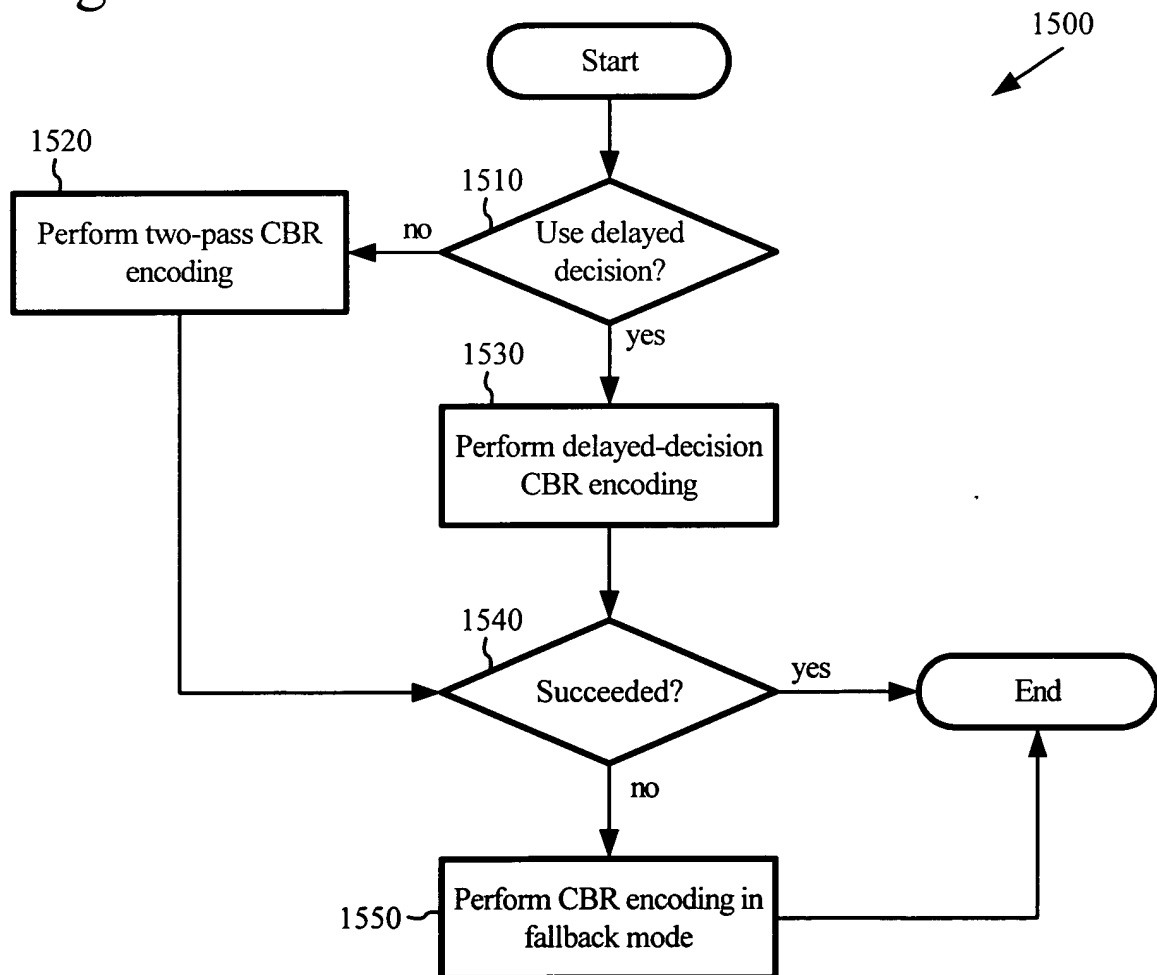 1500
Start
1520
1510
Perform two-pass CBR
encoding
no
Use delayed
decision?
yes
1530
Perform delayed-decision
CBR encoding
1540
Succeeded?
yes
End
no
1550
Perform CBR encoding in
fallback mode